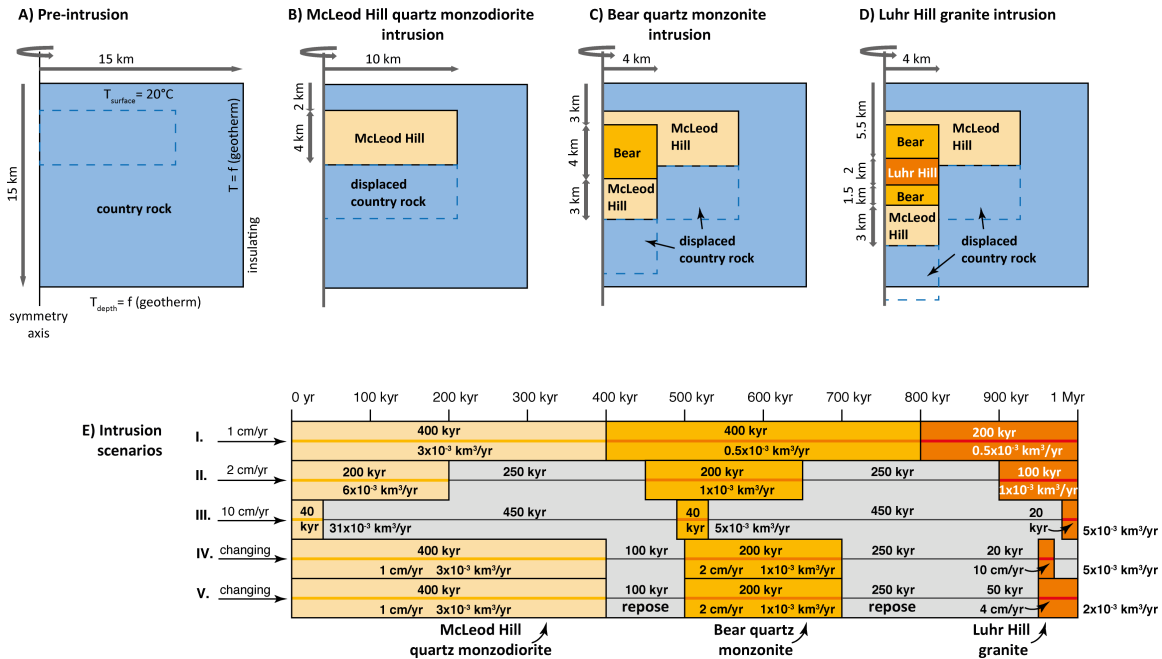 A) Pre-intrusion
15 km
T surface = 20°C
15 km
T = f (geotherm)
country rock
insulating
T depth = f (geotherm)
symmetry
axis
B) McLeod Hill quartz monzodiorite
intrusion
10 km
2 km
4 km
McLeod Hill
displaced
country rock
C) Bear quartz monzonite
intrusion
4 km
3 km
4 km
3 km
McLeod
Hill
Bear
McLeod
Hill
displaced
country rock
D) Luhr Hill granite intrusion
4 km
5.5 km
2
km
1.5
km
3 km
McLeod
Hill
Bear
Luhr Hill
Bear
McLeod
Hill
displaced
country rock
E) Intrusion
scenarios
0 yr 100 kyr 200 kyr 300 kyr 400 kyr 500 kyr 600 kyr 700 kyr 800 kyr 900 kyr 1 Myr
I. 1 cm/yr 400 kyr 400 kyr 200 kyr
3x10⁻³ km³/yr 0.5x10⁻³ km³/yr 0.5x10⁻³ km³/yr
II. 2 cm/yr 200 kyr 250 kyr 200 kyr 250 kyr 100 kyr
6x10⁻³ km³/yr 1x10⁻³ km³/yr 1x10⁻³ km³/yr
III. 10 cm/yr 40 450 kyr 40 450 kyr 20
kyr 31x10⁻³ km³/yr kyr 5x10⁻³ km³/yr kyr 5x10⁻³ km³/yr
IV. changing 400 kyr 100 kyr 200 kyr 250 kyr 20 kyr
1 cm/yr 3x10⁻³ km³/yr 2 cm/yr 1x10⁻³ km³/yr 10 cm/yr 5x10⁻³ km³/yr
V. changing 400 kyr 100 kyr 200 kyr 250 kyr 50 kyr
1 cm/yr 3x10⁻³ km³/yr repose 2 cm/yr 1x10⁻³ km³/yr repose 4 cm/yr 2x10⁻³ km³/yr
McLeod Hill Bear quartz Luhr Hill
quartz monzodiorite monzonite granite